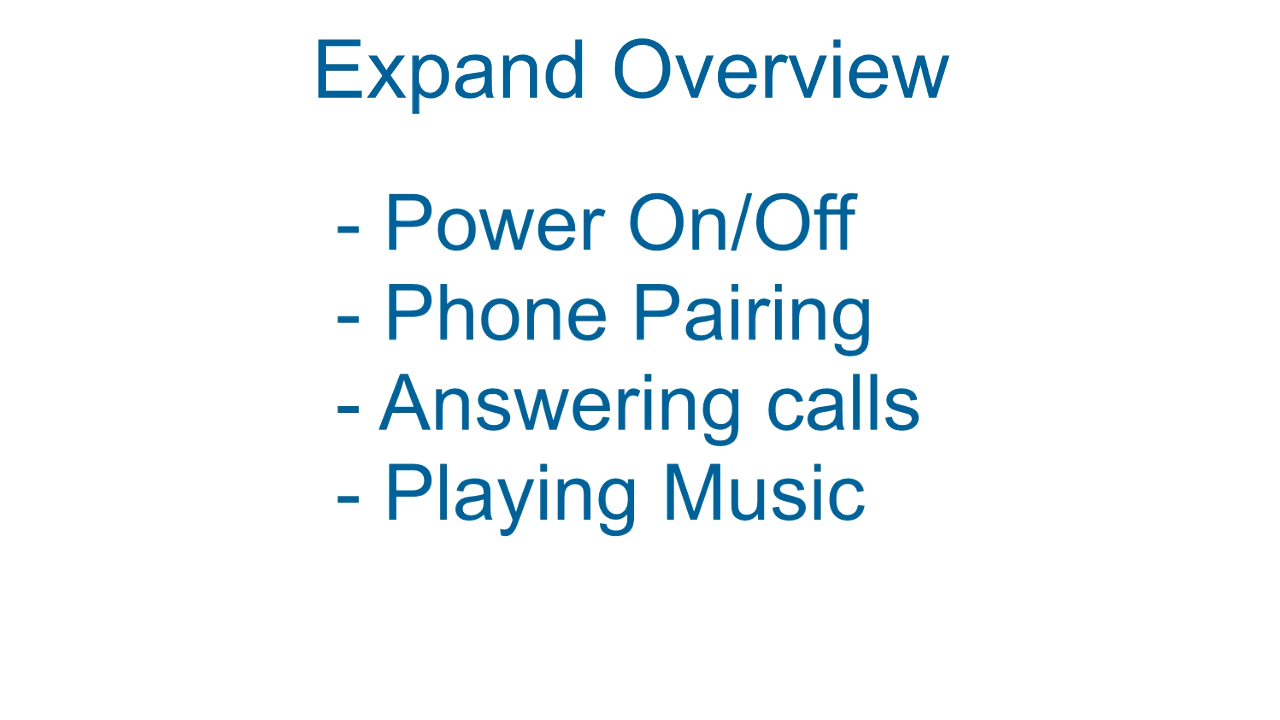 Expand Overview
- Power On/Off
- Phone Pairing
- Answering calls
- Playing Music